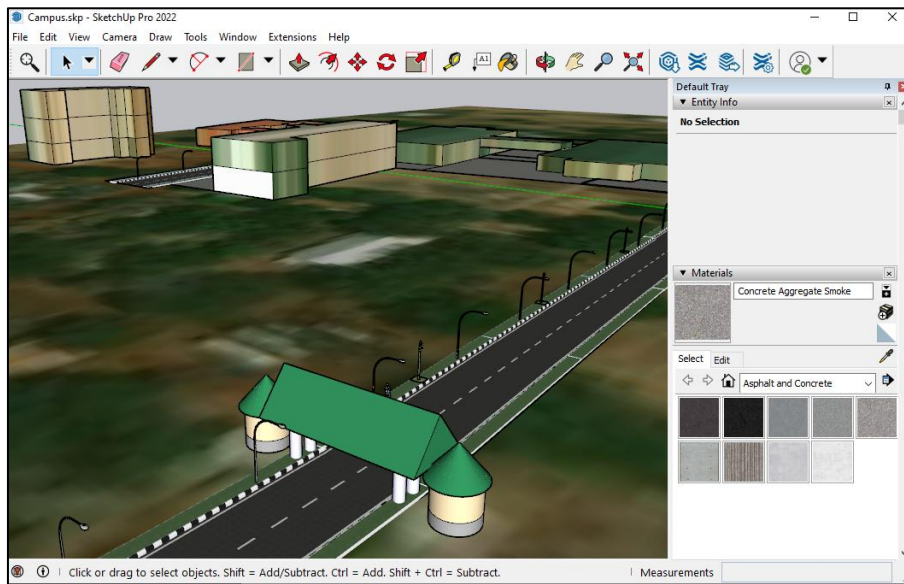 Campus.skp - SketchUp Pro 2022
File Edit View Camera Draw Tools Window Extensions Help
A1
Default Tray
Entity Info
No Selection
Materials
Concrete Aggregate Smoke
Select Edit
Asphalt and Concrete
Click or drag to select objects. Shift = Add/Subtract. Ctrl = Add. Shift + Ctrl = Subtract.
Measurements